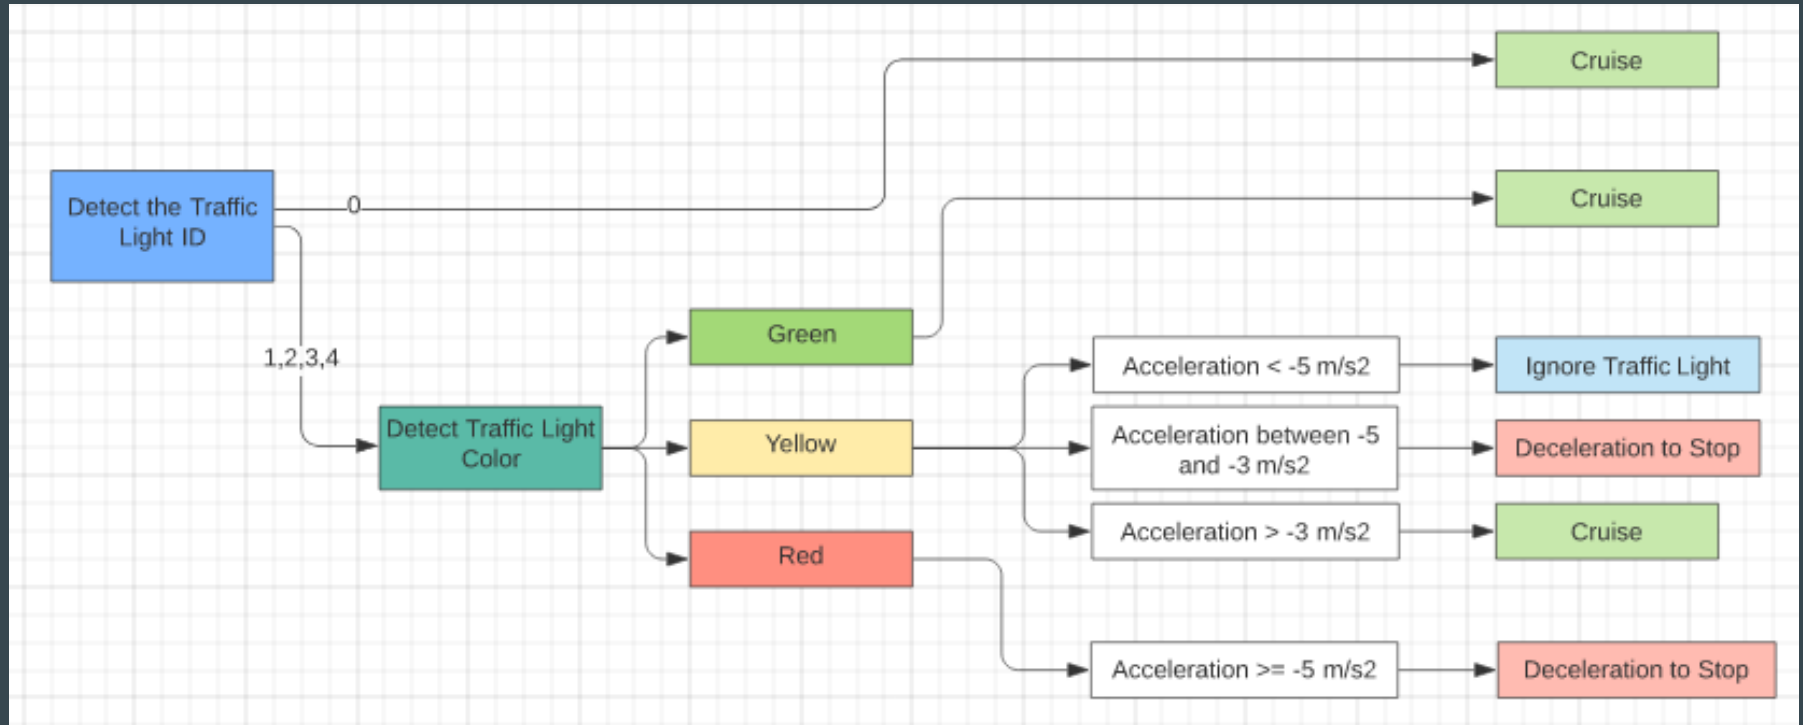 Cruise
Cruise
Detect the Traffic
Light ID
0
1,2,3,4
Detect Traffic Light
Color
Green
Yellow
Red
Acceleration < -5 m/s2
Ignore Traffic Light
Acceleration between -5
and -3 m/s2
Deceleration to Stop
Acceleration > -3 m/s2
Cruise
Acceleration >= -5 m/s2
Deceleration to Stop